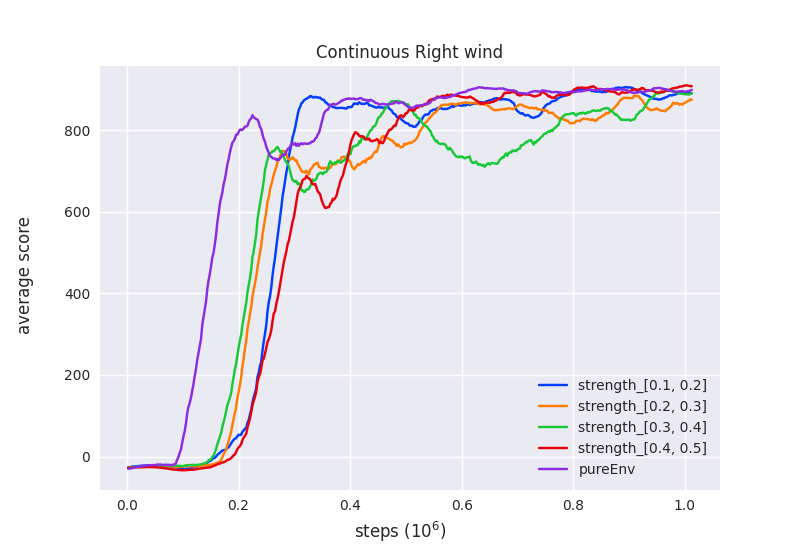 Continuous Right wind
average score
800
600
400
200
0
0.0 0.2 0.4 0.6 0.8 1.0
steps (10^6)
strength_[0.1, 0.2]
strength_[0.2, 0.3]
strength_[0.3, 0.4]
strength_[0.4, 0.5]
pureEnv